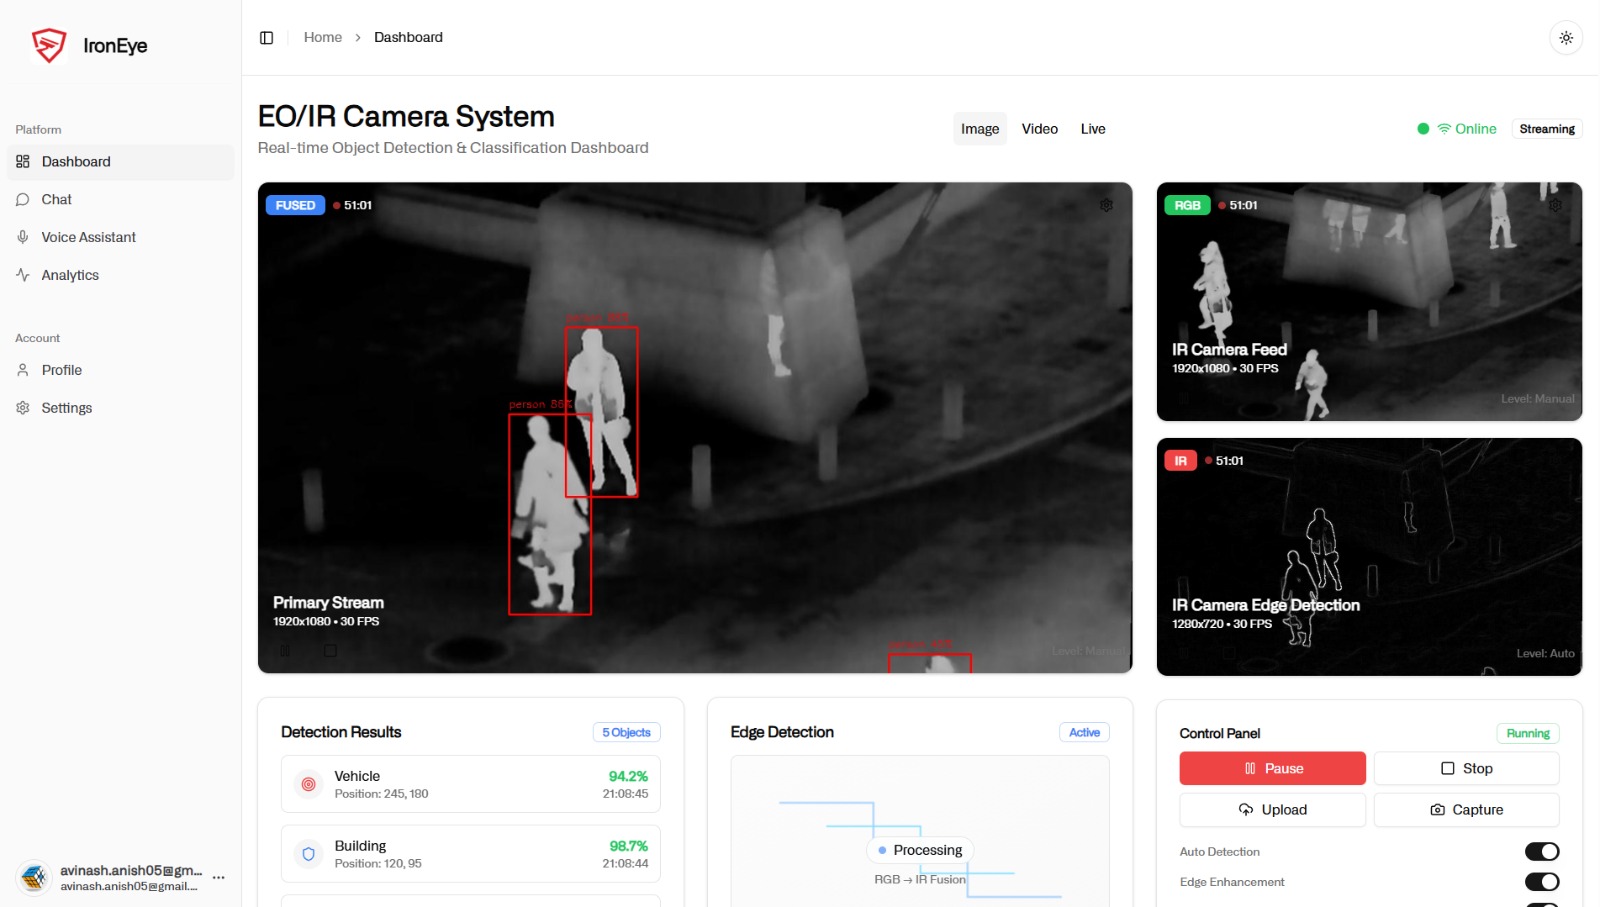 IronEye
Home > Dashboard
Platform
Dashboard
Chat
Voice Assistant
Analytics
Account
Profile
Settings
avinash.anish05@gm...
avinash.anish05@gmail....
EO/IR Camera System
Real-time Object Detection & Classification Dashboard
Image Video Live
Online
Streaming
FUSED 51:01
person
person 86%
person
Primary Stream
1920x1080 • 30 FPS
Level: Manual
RGB 51:01
IR Camera Feed
1920x1080 • 30 FPS
Level: Manual
IR 51:01
IR Camera Edge Detection
1280x720 • 30 FPS
Level: Auto
Detection Results
5 Objects
Vehicle 94.2%
Position: 245, 180 21:08:45
Building 98.7%
Position: 120, 95 21:08:44
Edge Detection
Active
Processing
RGB → IR Fusion
Control Panel
Running
Pause Stop
Upload Capture
Auto Detection
Edge Enhancement